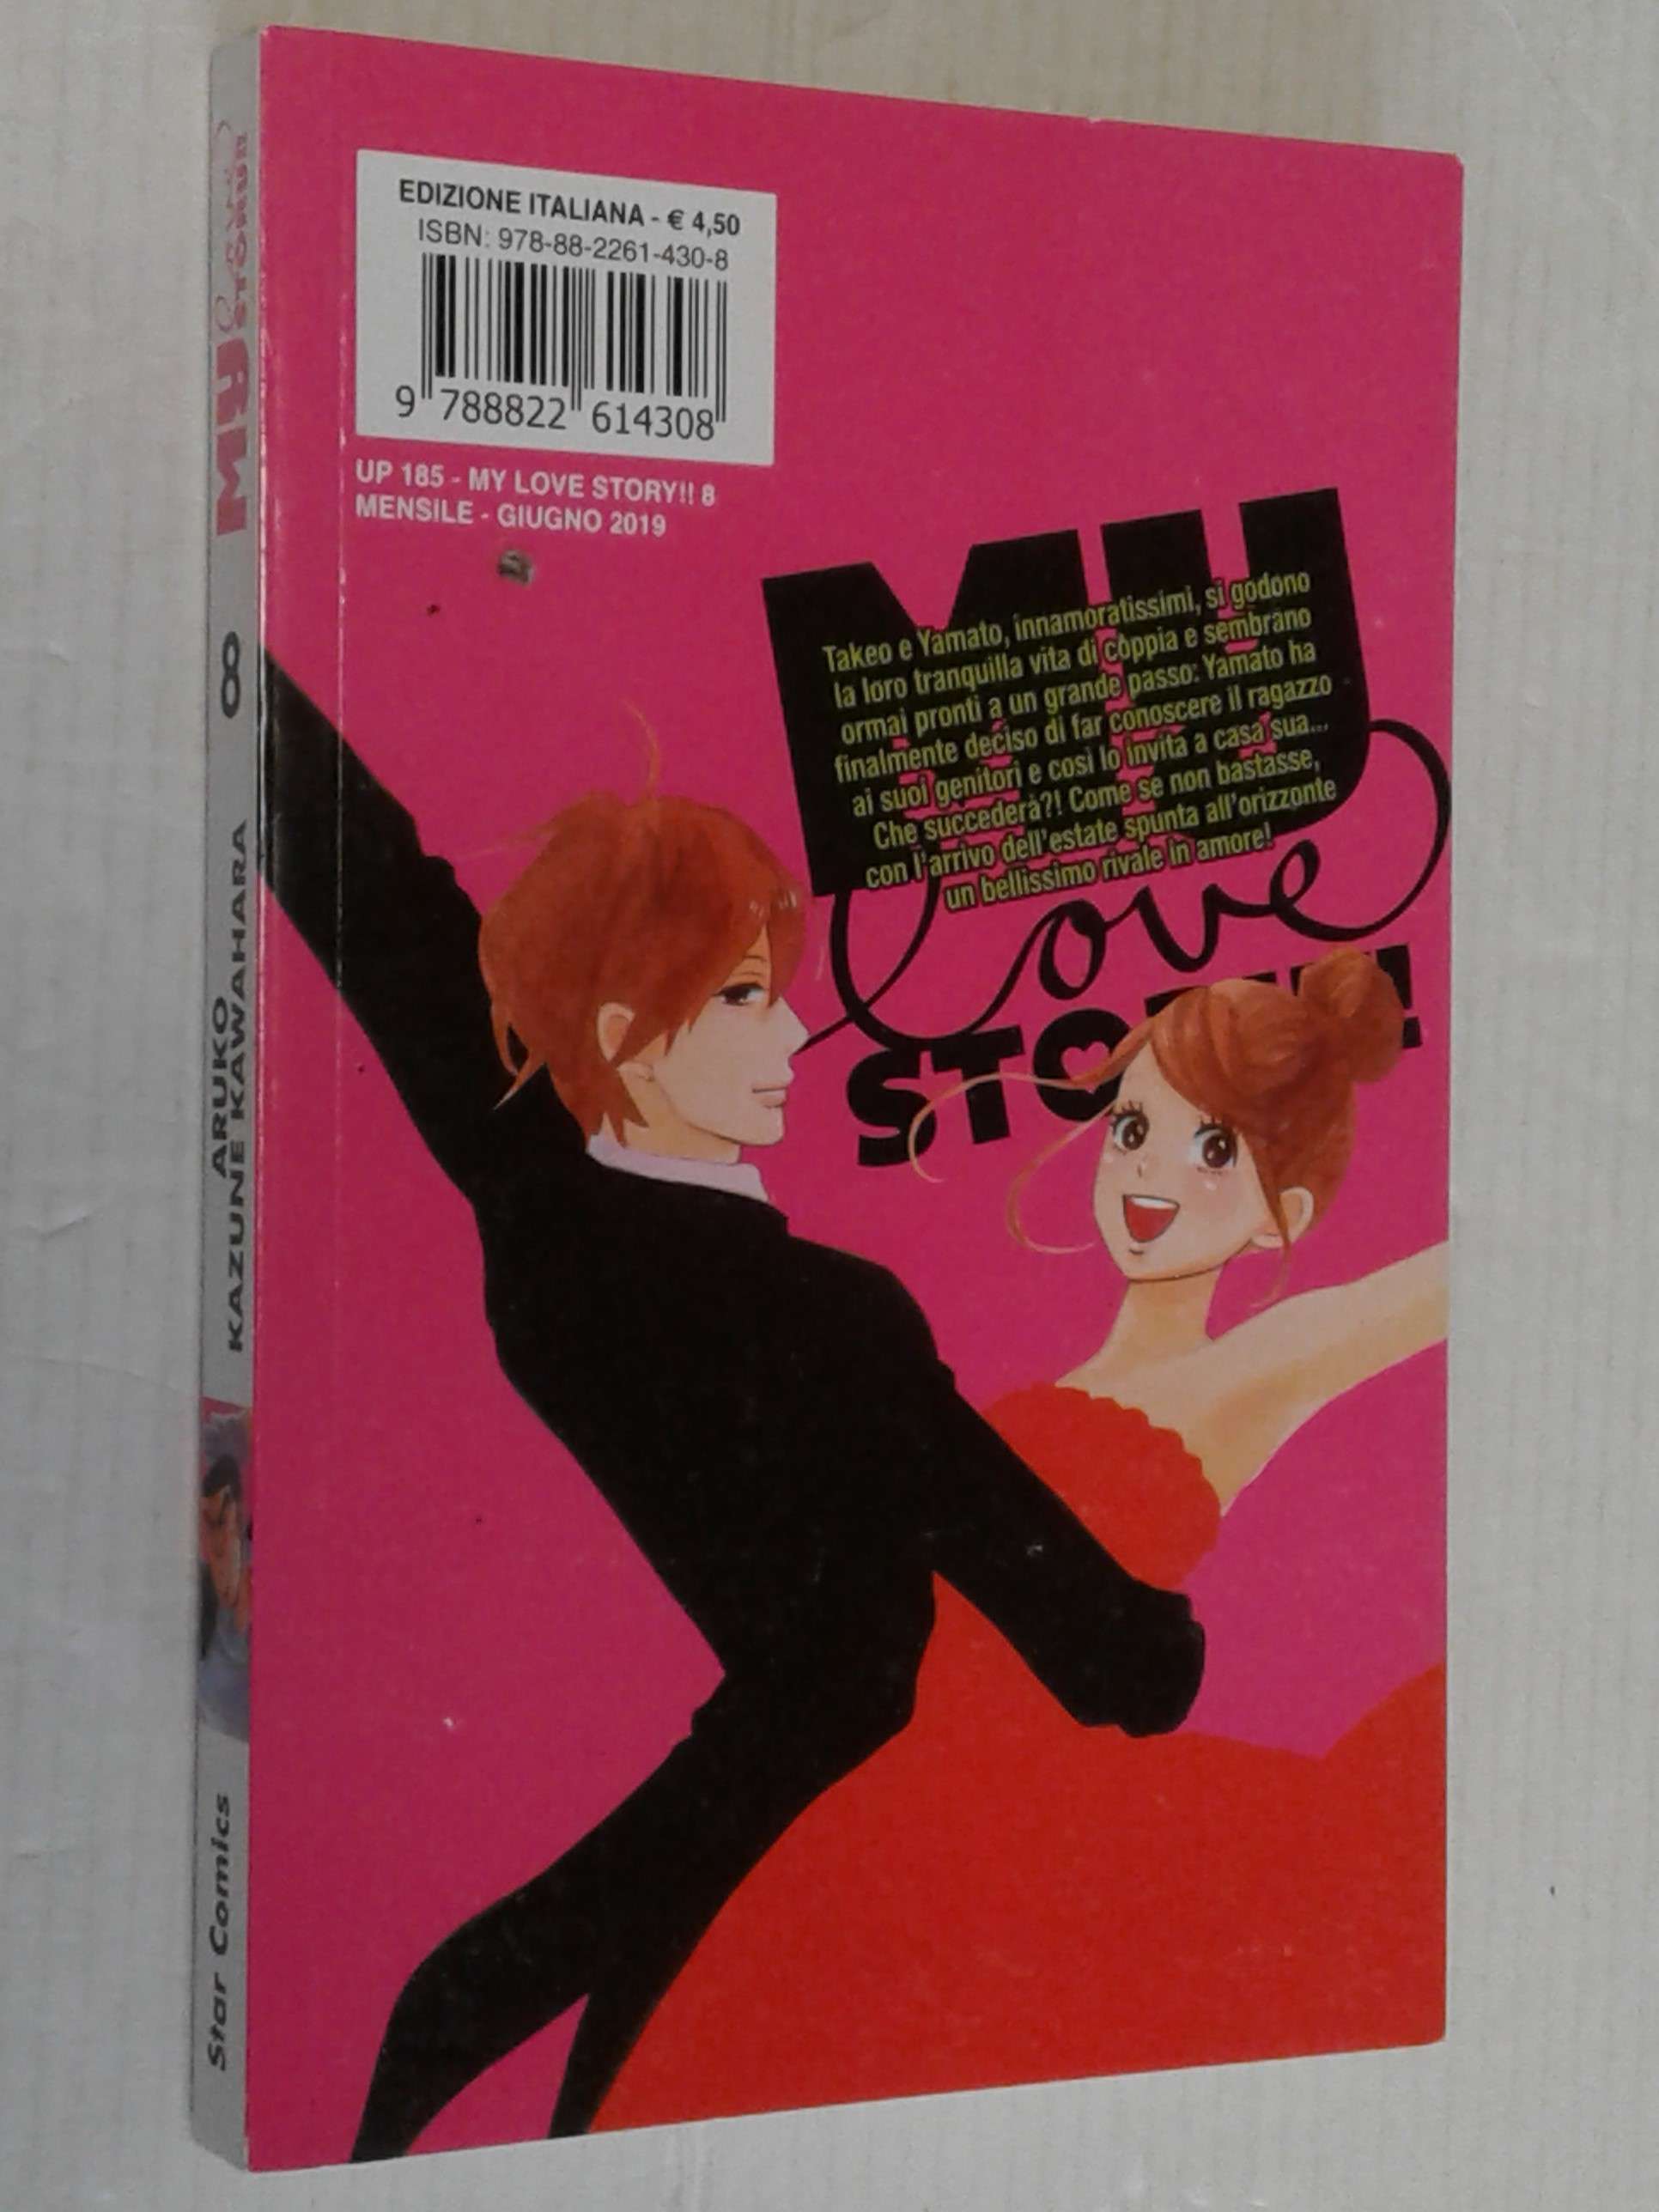 EDIZIONE ITALIANA - € 4,50
ISBN: 978-88-2261-430-8
9 788822 614308
UP 185 - MY LOVE STORY!! 8
MENSILE - GIUGNO 2019
MY
Takeo e Yamato, innamoratissimi, si godono
la loro tranquilla vita di coppia e sembrano
ormai pronti a un grande passo: Yamato ha
finalmente deciso di far conoscere il ragazzo
ai suoi genitori e così lo invita a casa sua...
Che succederà?! Come se non bastasse,
con l'arrivo dell'estate spunta all'orizzonte
un bellissimo rivale in amore!
love
STO
MY love STORY!!
8
ARUKO
KAZUNE KAWAHARA
Star Comics